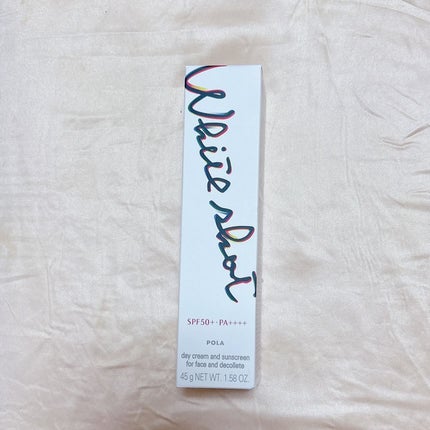 White shot
SPF50+・PA++++
POLA
day cream and sunscreen
for face and decollete
45 g NET WT. 1.58 OZ.